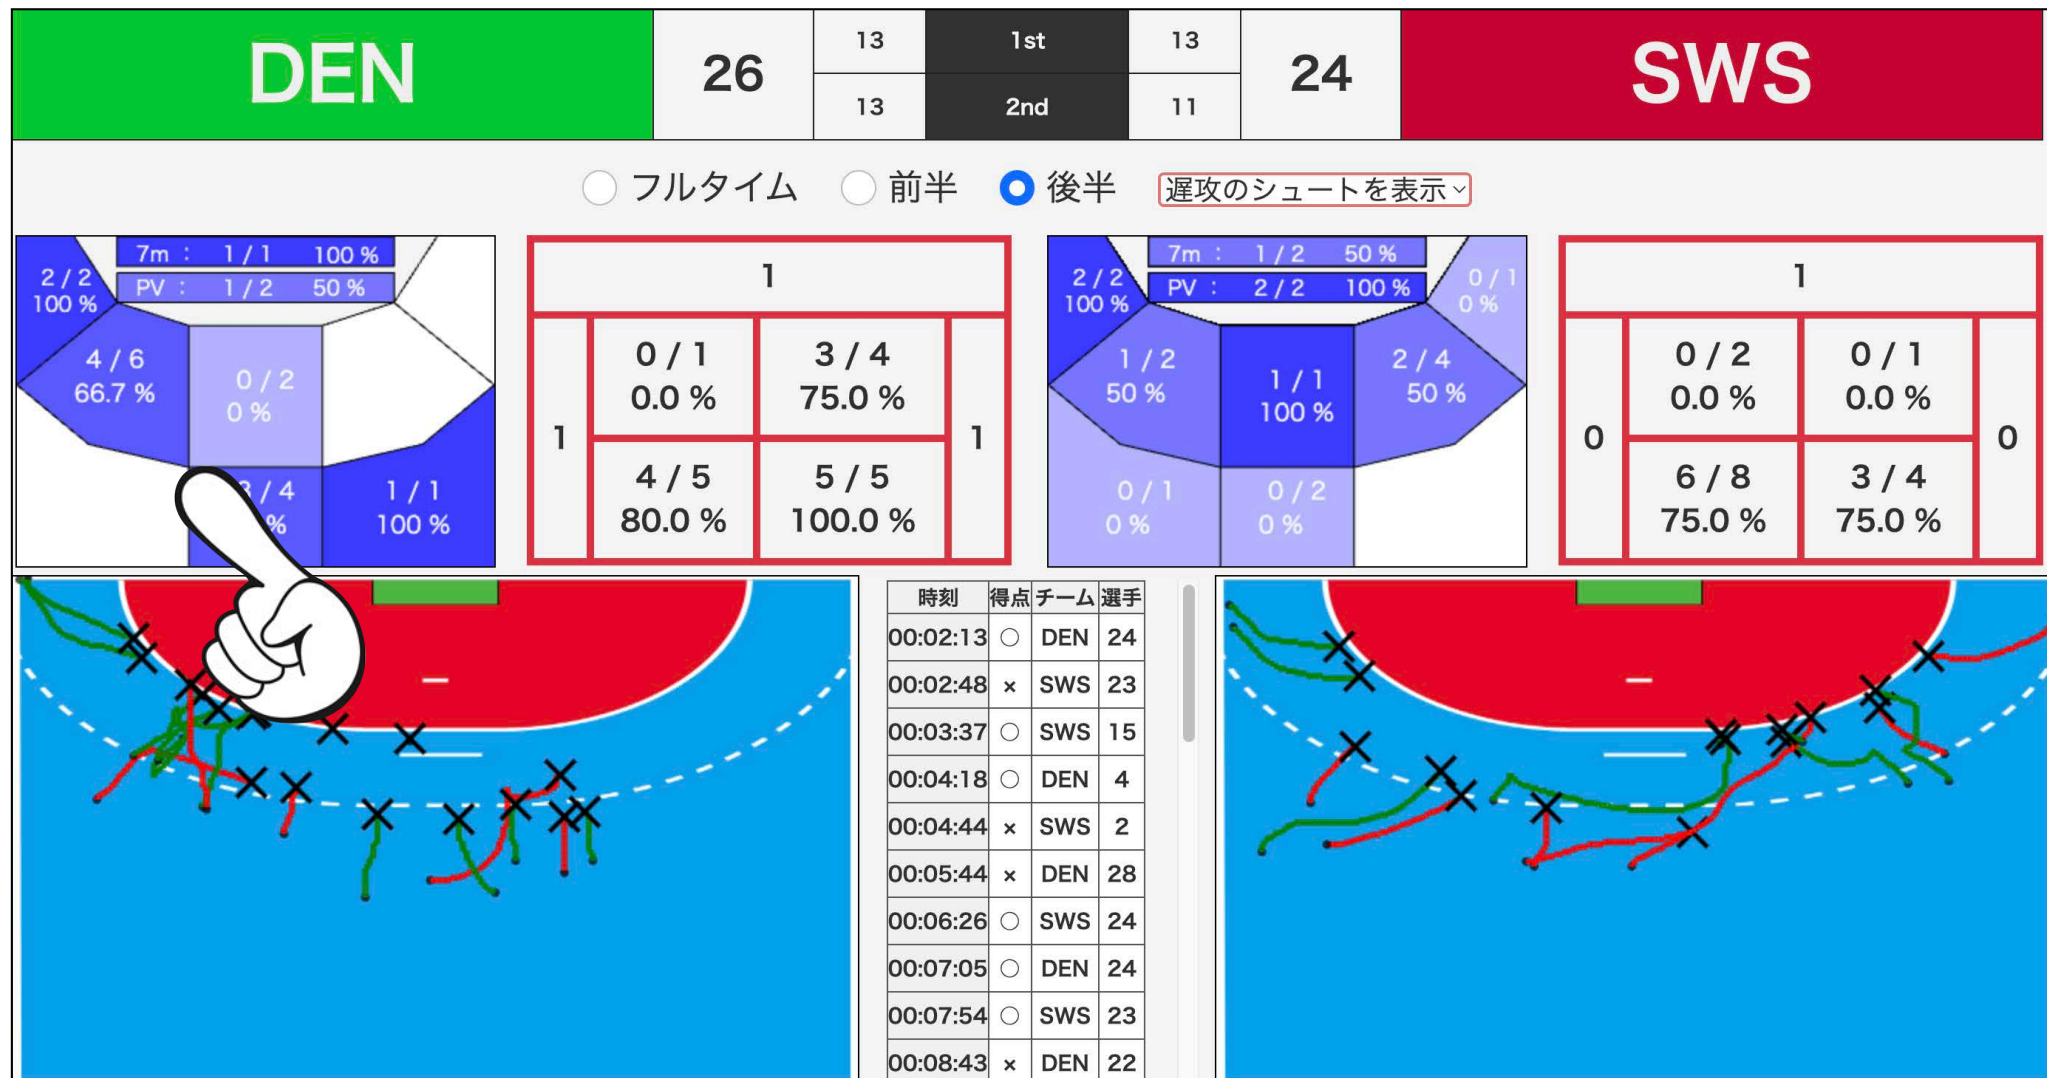 DEN
26
13 1st 13
13 2nd 11
24
SWS
フルタイム 前半 後半 遅攻のシュートを表示
7m : 1 / 1 100 %
PV : 1 / 2 50 %
2 / 2
100 %
4 / 6
66.7 %
0 / 2
0 %
/ 4
%
1 / 1
100 %
1
1
0 / 1
0.0 %
3 / 4
75.0 %
4 / 5
80.0 %
5 / 5
100.0 %
1
7m : 1 / 2 50 %
PV : 2 / 2 100 %
2 / 2
100 %
0 / 1
0 %
1 / 2
50 %
1 / 1
100 %
2 / 4
50 %
0 / 1
0 %
0 / 2
0 %
1
0
0 / 2
0.0 %
0 / 1
0.0 %
6 / 8
75.0 %
3 / 4
75.0 %
0
時刻 得点 チーム 選手
00:02:13 ○ DEN 24
00:02:48 × SWS 23
00:03:37 ○ SWS 15
00:04:18 ○ DEN 4
00:04:44 × SWS 2
00:05:44 × DEN 28
00:06:26 ○ SWS 24
00:07:05 ○ DEN 24
00:07:54 ○ SWS 23
00:08:43 × DEN 22